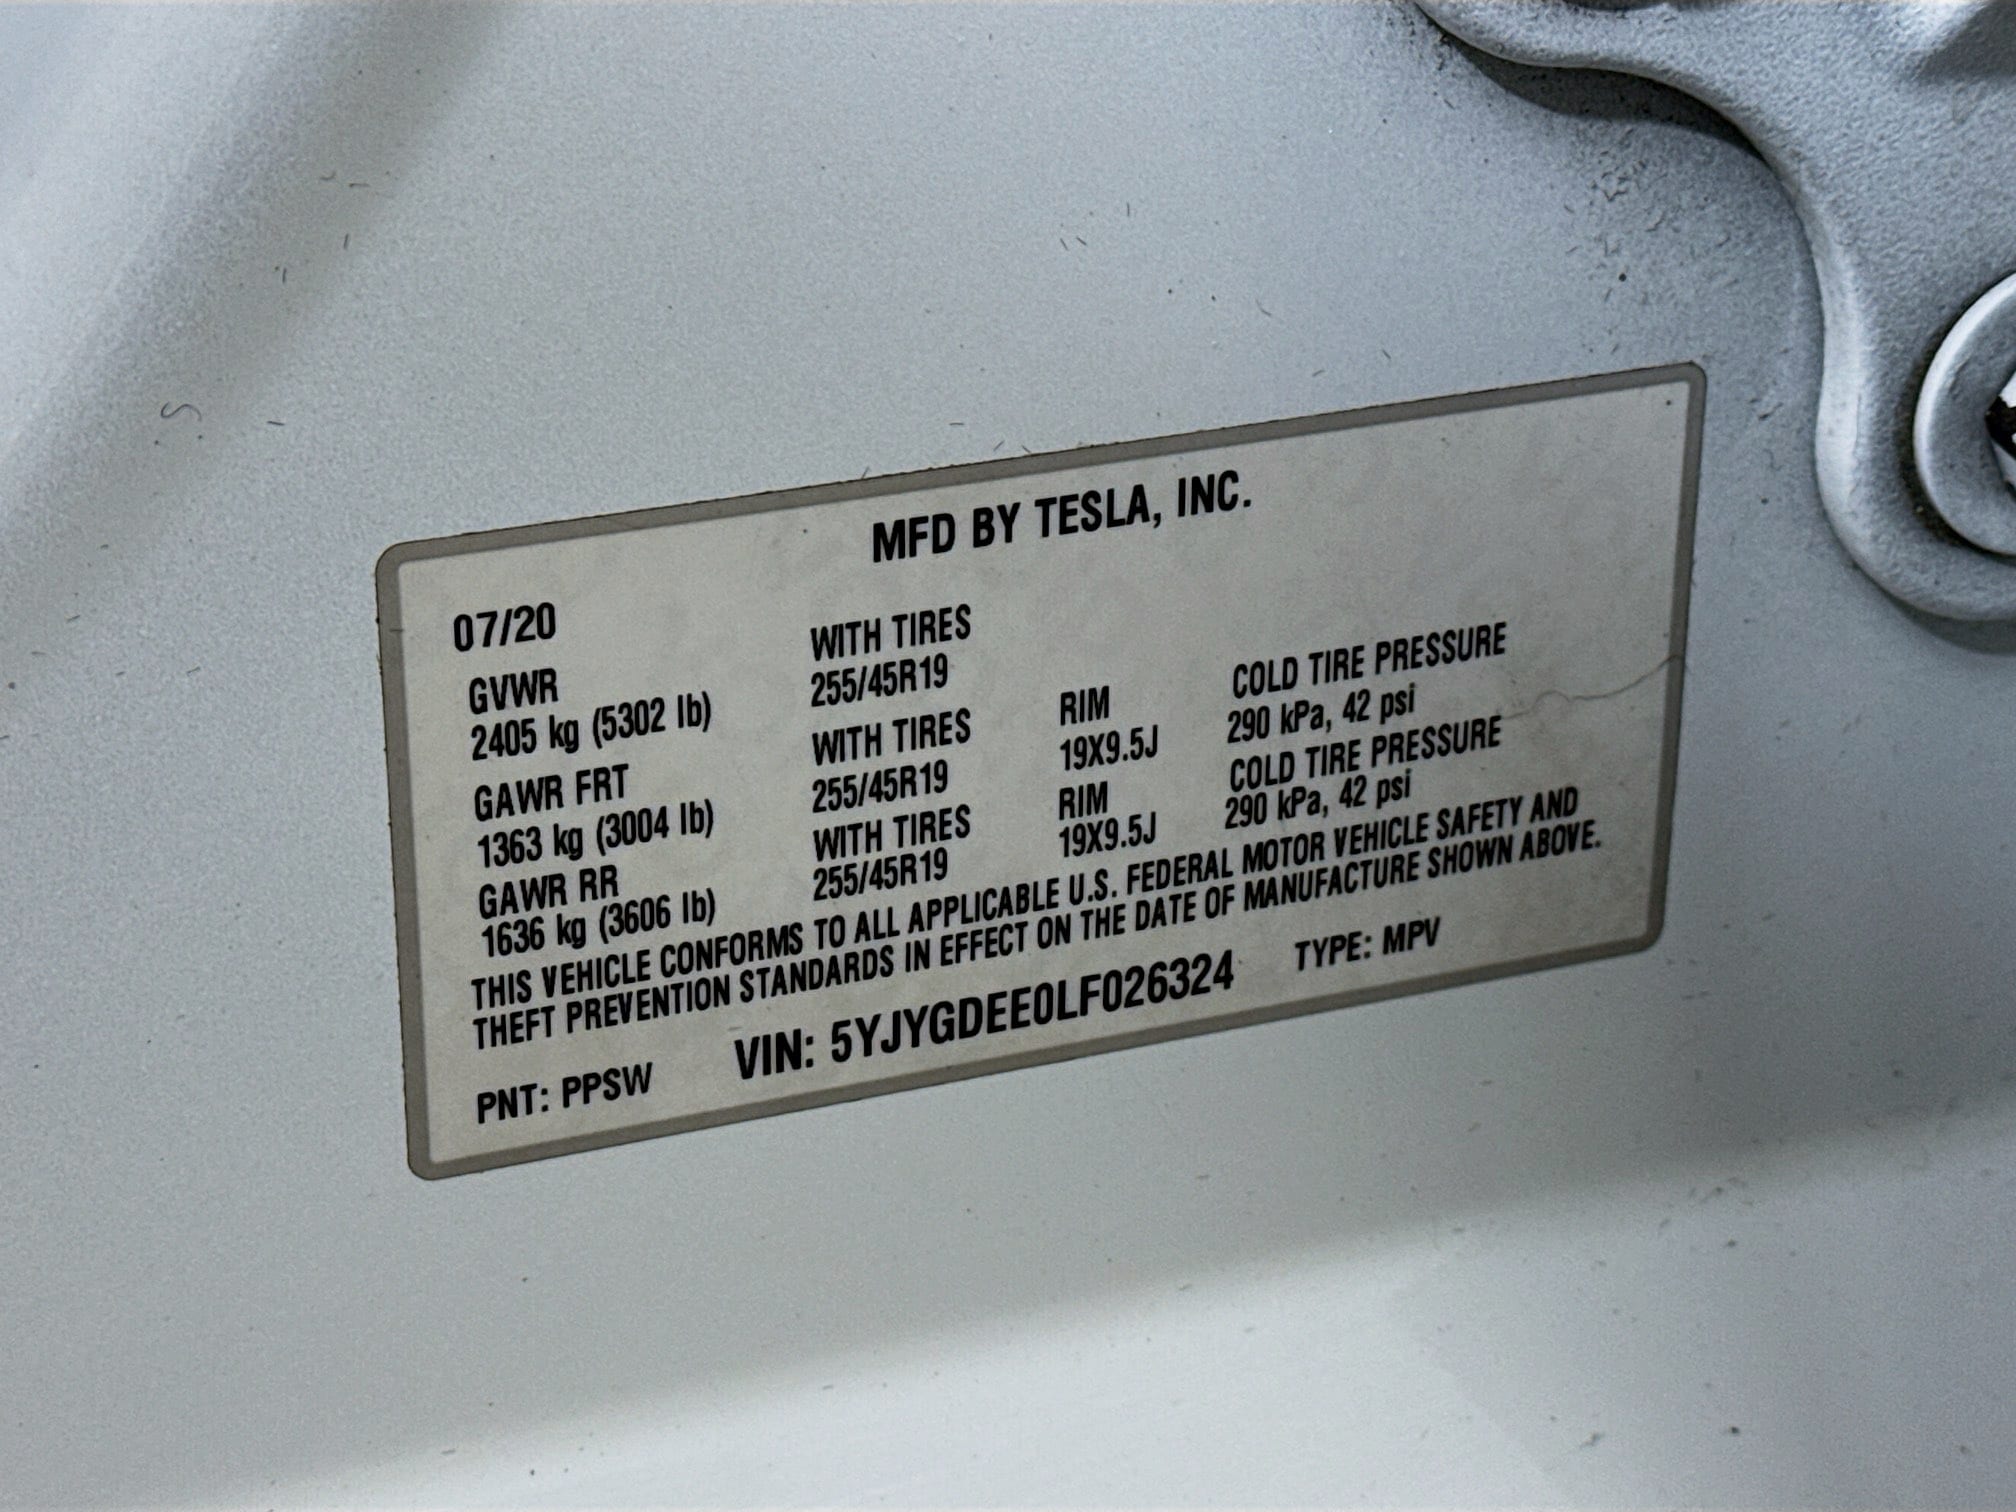 MFD BY TESLA, INC.
07/20
GVWR WITH TIRES
2405 kg (5302 lb) 255/45R19
GAWR FRT WITH TIRES RIM COLD TIRE PRESSURE
1363 kg (3004 lb) 255/45R19 19X9.5J 290 kPa, 42 psi
GAWR RR WITH TIRES RIM COLD TIRE PRESSURE
1636 kg (3606 lb) 255/45R19 19X9.5J 290 kPa, 42 psi
THIS VEHICLE CONFORMS TO ALL APPLICABLE U.S. FEDERAL MOTOR VEHICLE SAFETY AND
THEFT PREVENTION STANDARDS IN EFFECT ON THE DATE OF MANUFACTURE SHOWN ABOVE.
PNT: PPSW VIN: 5YJYGDEE0LF026324 TYPE: MPV